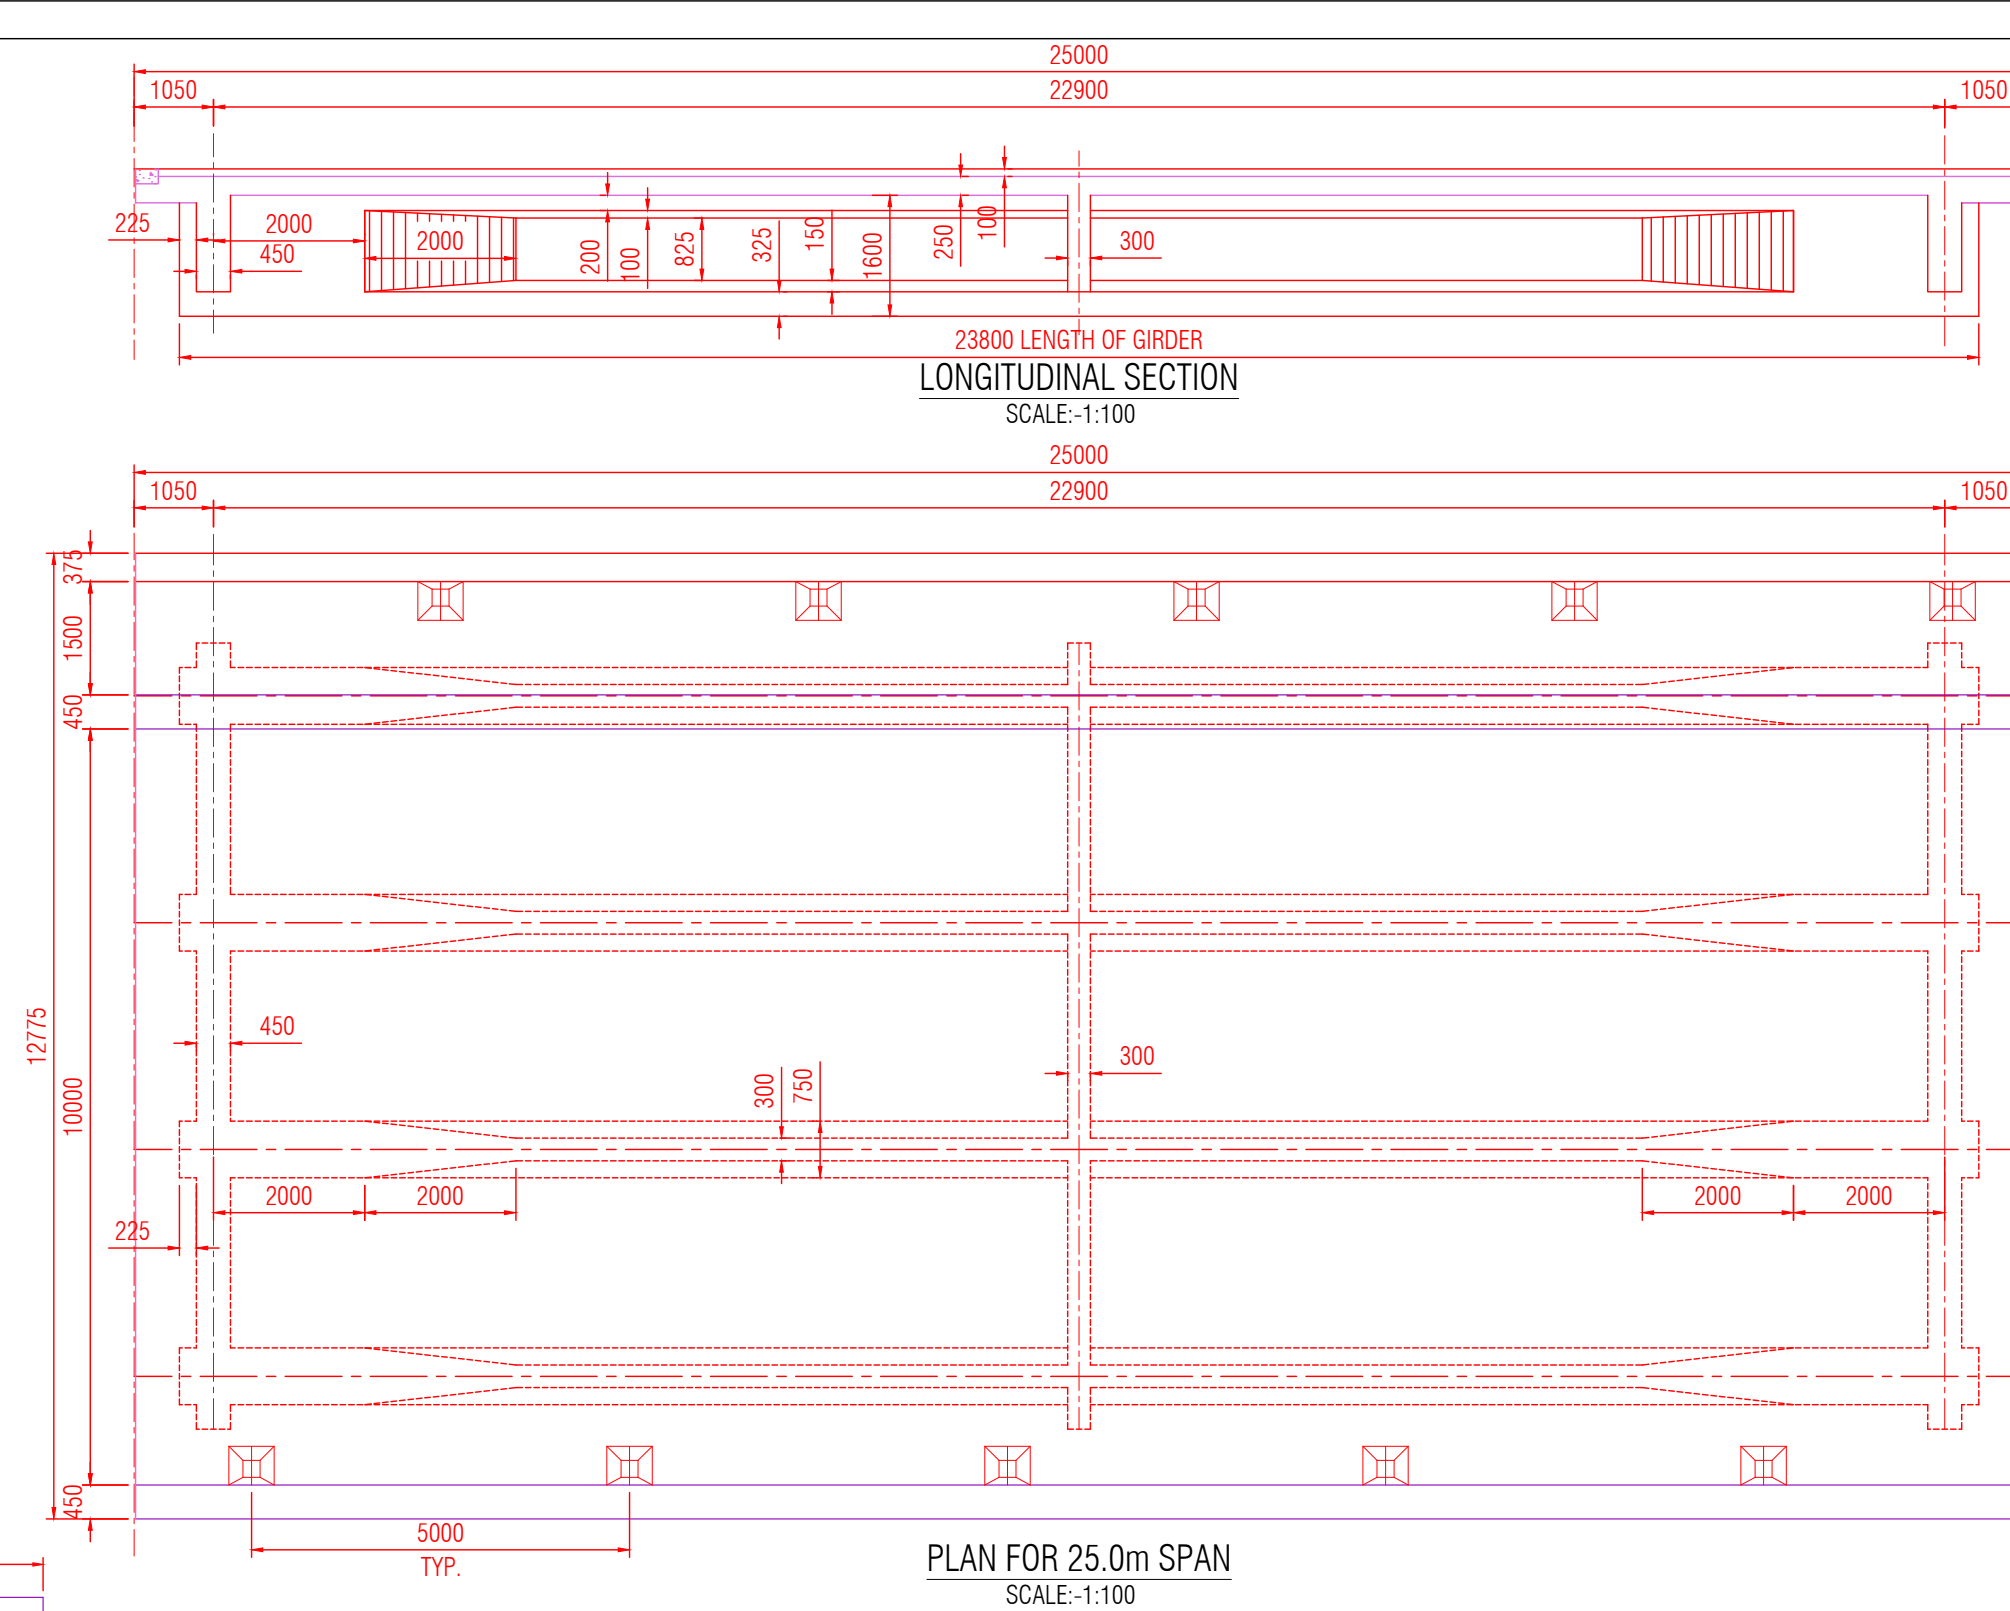 25000
1050 22900 1050
225 2000 450 2000 200 100 825 325 150 1600 250 100 300
23800 LENGTH OF GIRDER
LONGITUDINAL SECTION
SCALE:-1:100
25000
1050 22900 1050
375
1500
450
12775
10000
450 300
300 750
2000 2000 2000 2000
225
450
5000
TYP.
PLAN FOR 25.0m SPAN
SCALE:-1:100